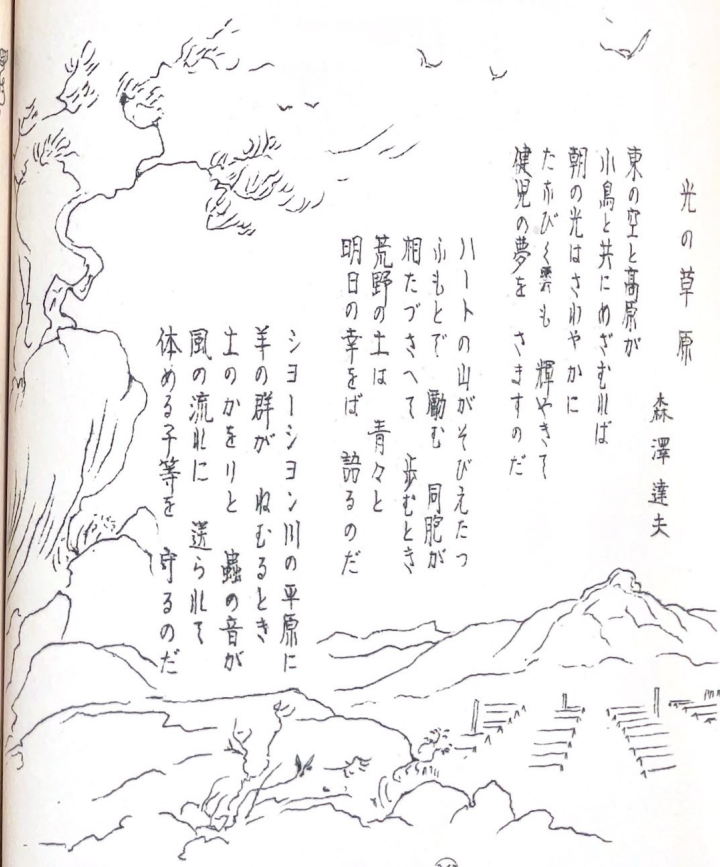 光の草原
森澤達夫
東の空と高原が
小鳥と共にめざむれば
朝の光はさわやかに
たなびく雲も 輝やきて
健児の夢を さますのだ
ハートの山がそびえたつ
ふもとで 勵む 同胞が
相たづさへて 歩むとき
荒野の土は 青々と
明日の幸をば 語るのだ
シヨーシヨン川の平原に
羊の群が ねむるとき
土のかをりと 蟲の音が
風の流れに 送られて
体める子等を 守るのだ